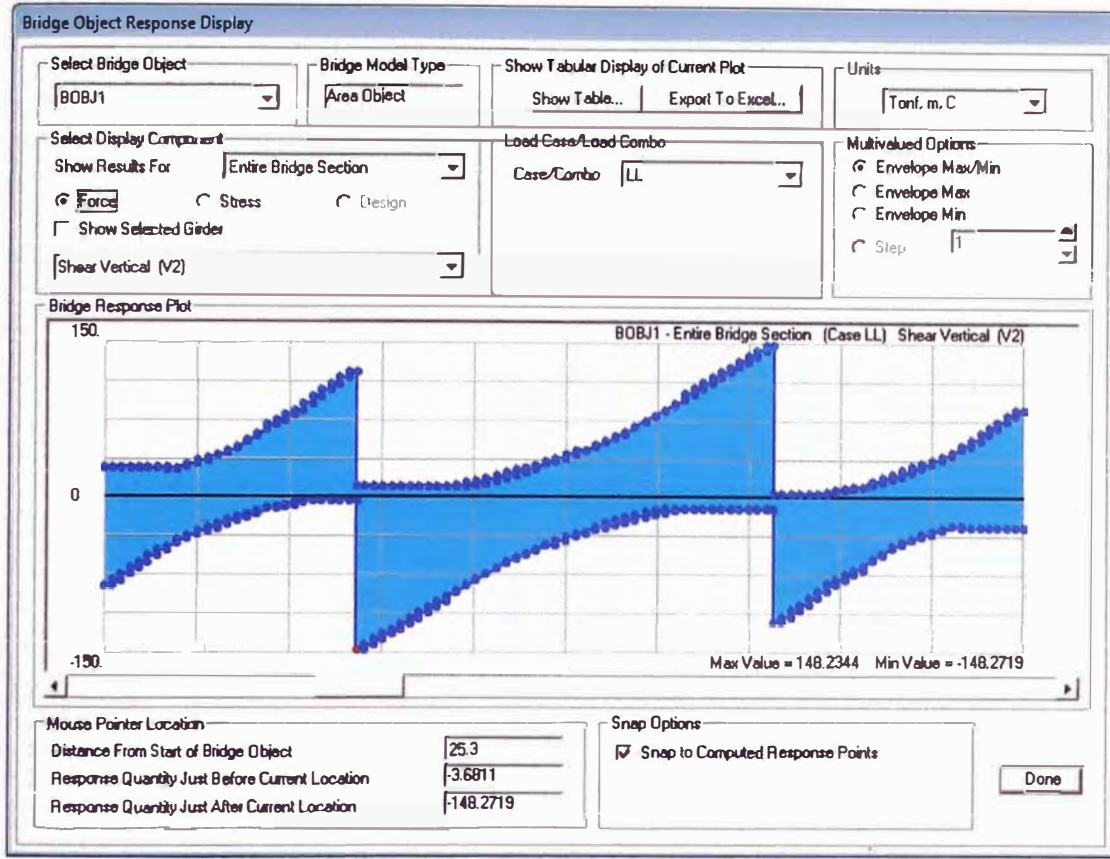 Bridge Object Response Display
Select Bridge Object
BOBJ1
Bridge Model Type
Area Object
Show Tabular Display of Current Plot
Show Table...
Export To Excel...
Units
Tonf, m, C
Select Display Component
Show Results For
Entire Bridge Section
Force
Stress
Design
Show Selected Girder
Shear Vertical (V2)
Load Case/Load Combo
Case/Combo
LL
Multivalued Options
Envelope Max/Min
Envelope Max
Envelope Min
Step
1
Bridge Response Plot
150.
BOBJ1 - Entire Bridge Section (Case LL) Shear Vertical (V2)
0
-150.
Max Value = 148.2344 Min Value = -148.2719
Mouse Pointer Location
Distance From Start of Bridge Object
25.3
Response Quantity Just Before Current Location
-3.6811
Response Quantity Just After Current Location
-148.2719
Snap Options
Snap to Computed Response Points
Done